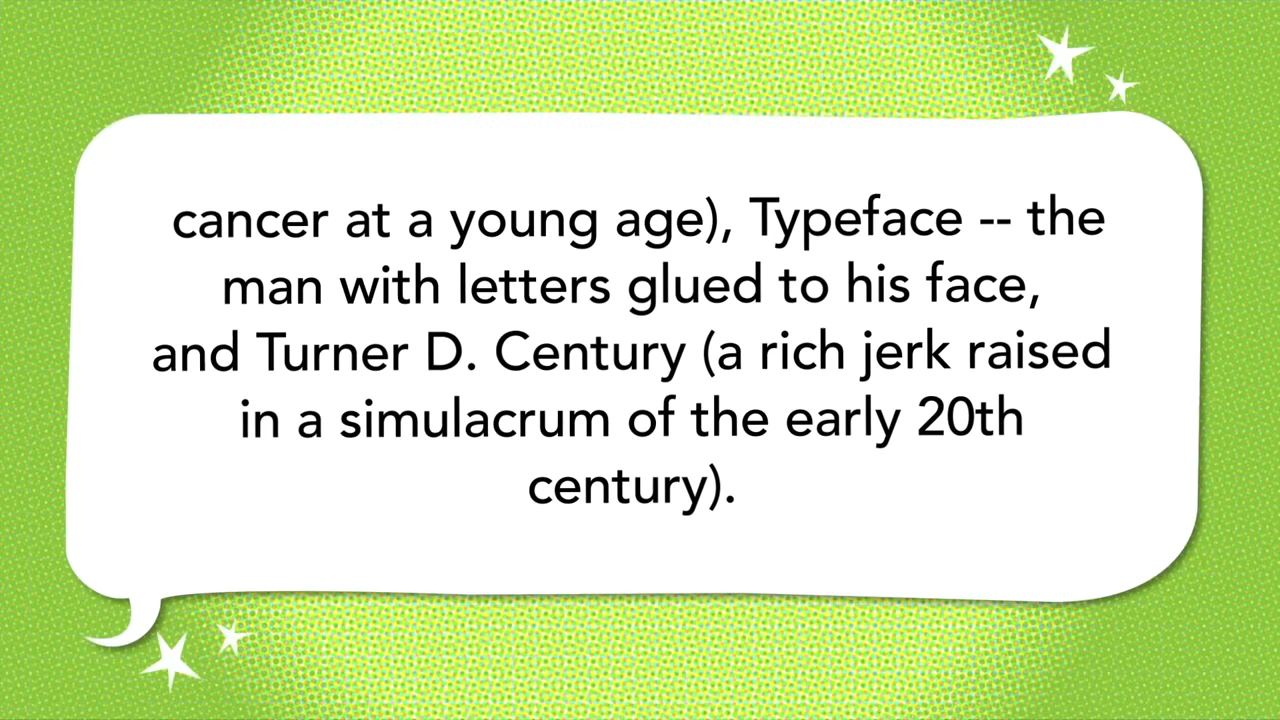 cancer at a young age), Typeface -- the
man with letters glued to his face,
and Turner D. Century (a rich jerk raised
in a simulacrum of the early 20th
century).